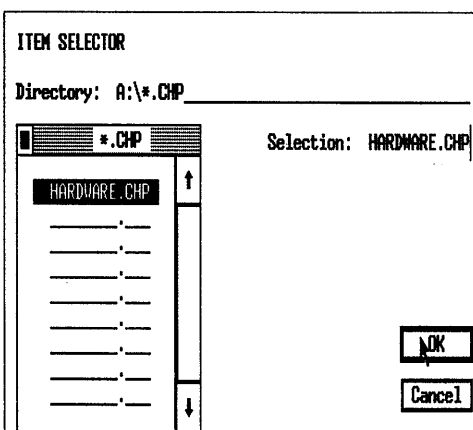 ITEM SELECTOR
Directory: A:\*.CHP
*.CHP
Selection: HARDWARE.CHP
HARDWARE.CHP
OK
Cancel